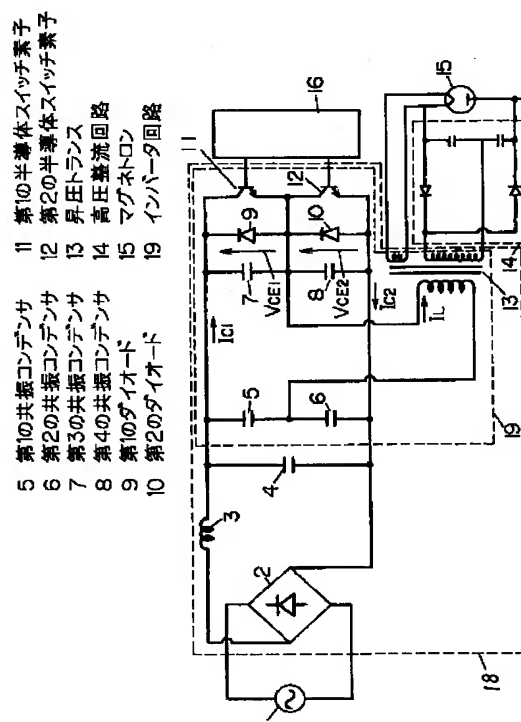 5 第1の共振コンデンサ
6 第2の共振コンデンサ
7 第3の共振コンデンサ
8 第4の共振コンデンサ
9 第1のダイオード
10 第2のダイオード
11 第1の半導体スイッチ素子
12 第2の半導体スイッチ素子
13 昇圧トランス
14 高圧整流回路
15 マグネトロン
19 インバータ回路
2
3
4
5
6
7
8
9
10
11
12
16
IC1
VCE1
VCE2
IC2
IL
13
14
15
18
19